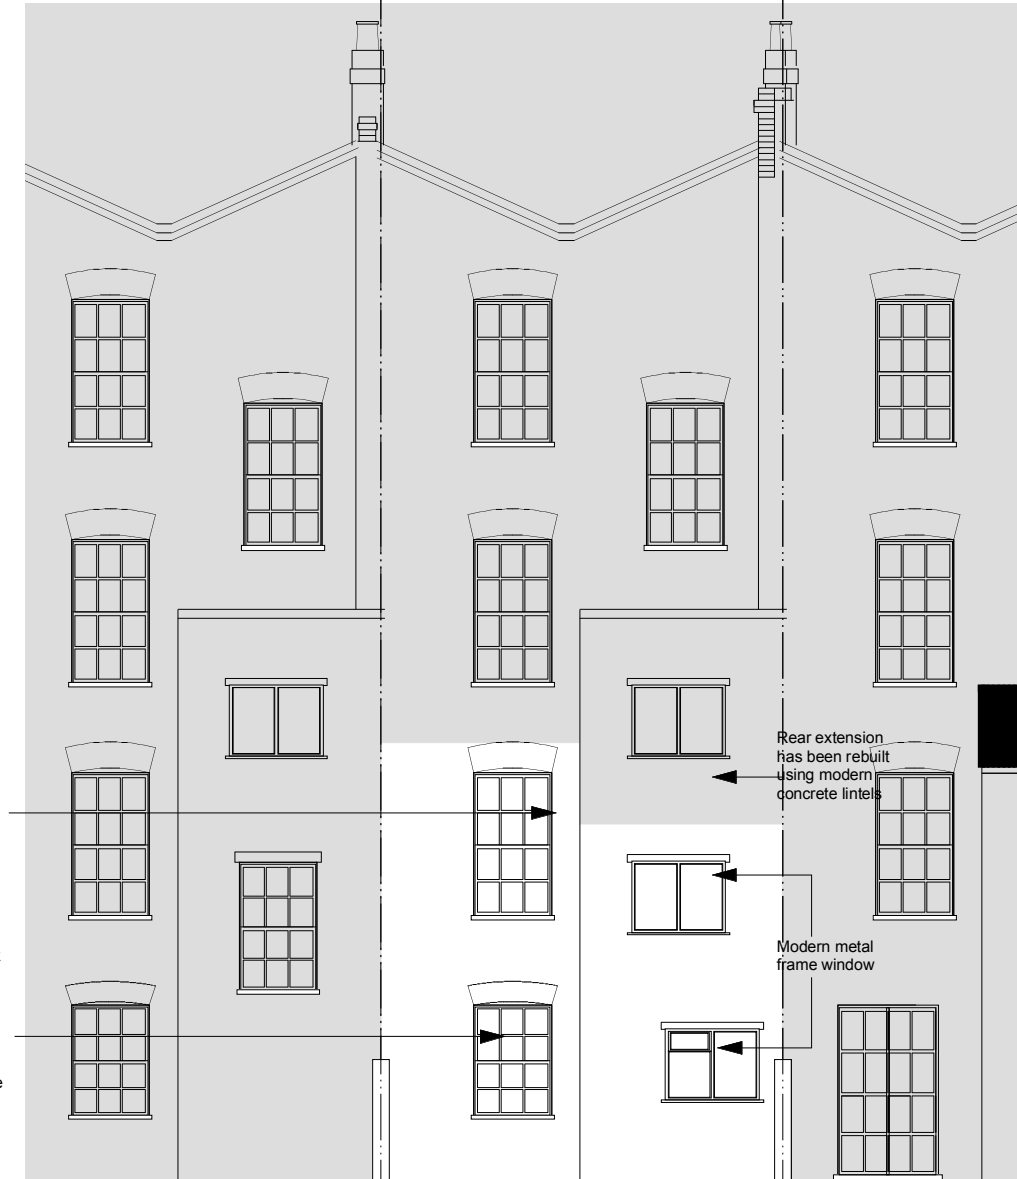 Rear extension
has been rebuilt
using modern
concrete lintels
Modern metal
frame window